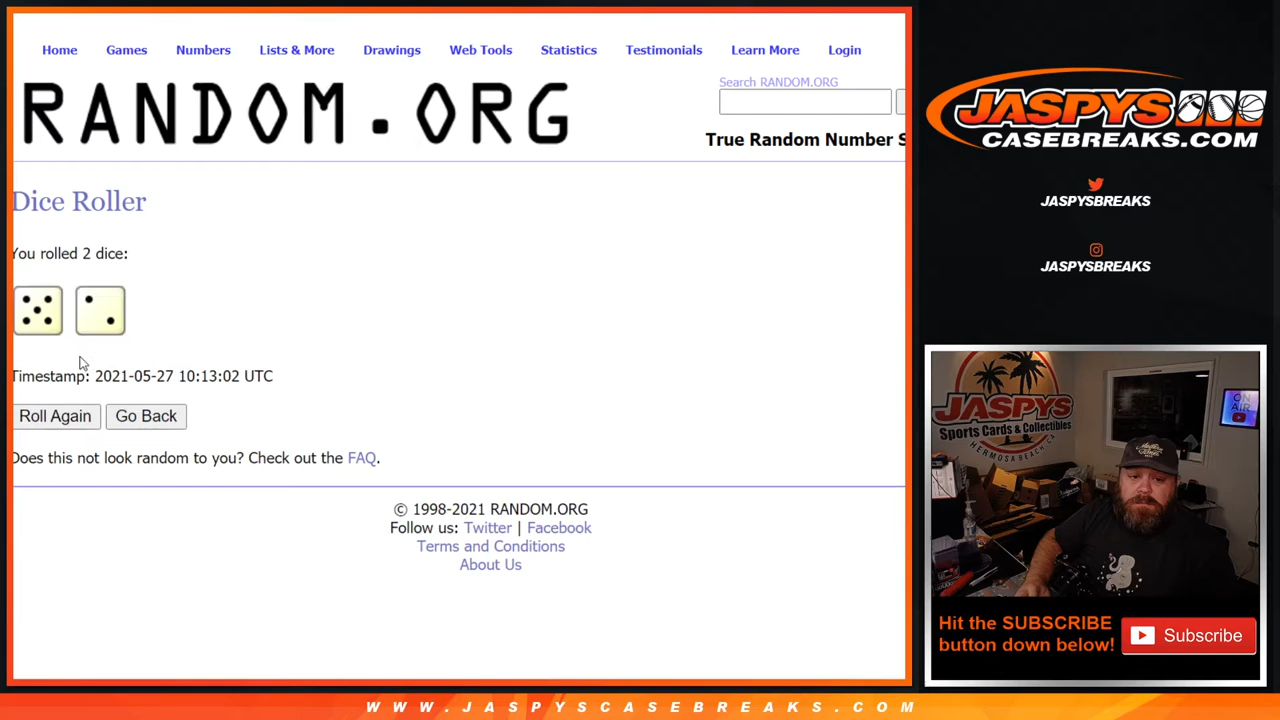 Home Games Numbers Lists & More Drawings Web Tools Statistics Testimonials Learn More Login
RANDOM.ORG
Search RANDOM.ORG
True Random Number S
Dice Roller
You rolled 2 dice:
Timestamp: 2021-05-27 10:13:02 UTC
Roll Again Go Back
Does this not look random to you? Check out the FAQ.
© 1998-2021 RANDOM.ORG
Follow us: Twitter | Facebook
Terms and Conditions
About Us
JASPYS
CASEBREAKS.COM
JASPYSBREAKS
JASPYSBREAKS
JASPYS
Sports Cards & Collectibles
HERMOSA BEACH, CA
ON
AIR
Hit the SUBSCRIBE
button down below!
Subscribe
WWW.JASPYSCASEBREAKS.COM